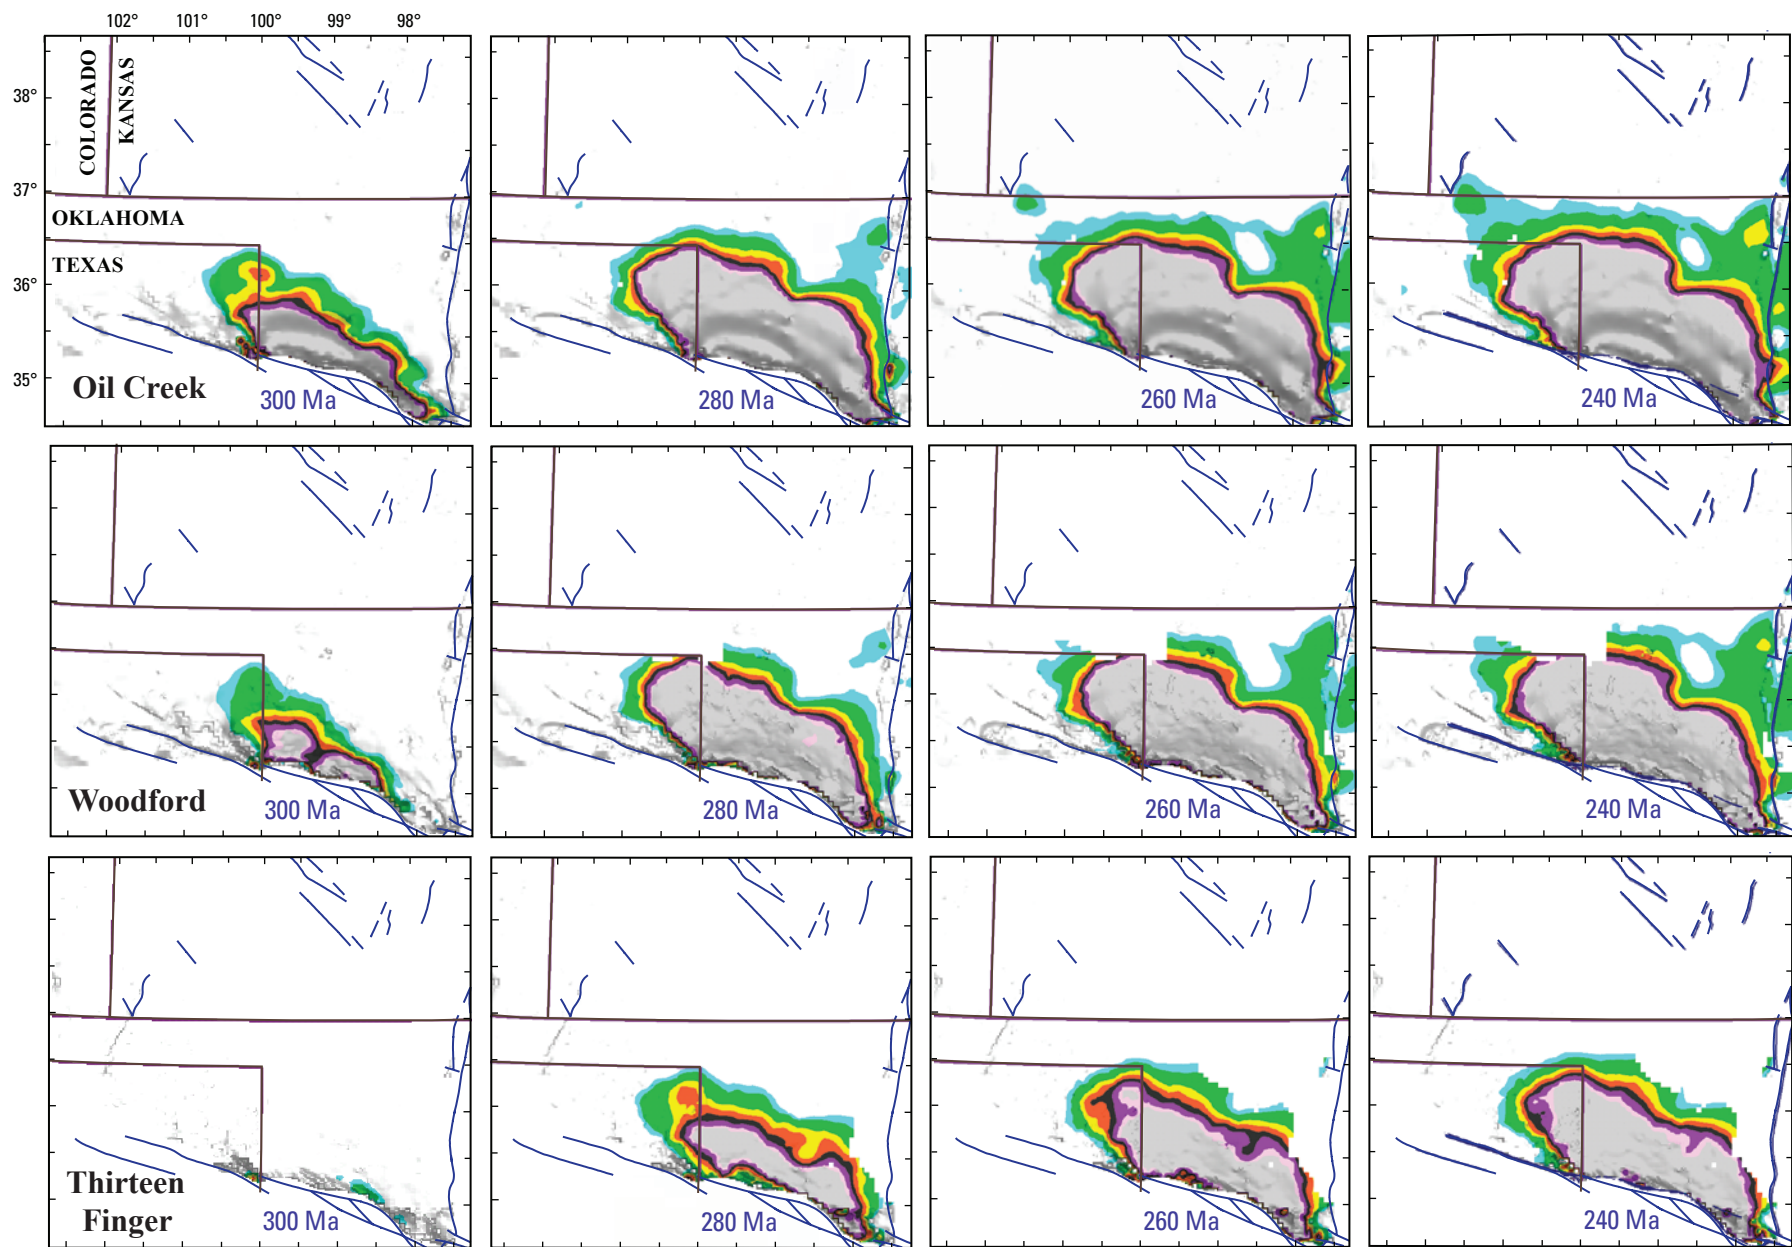 102° 101° 100° 99° 98°
38°
37°
36°
35°
COLORADO
KANSAS
OKLAHOMA
TEXAS
Oil Creek
300 Ma
280 Ma
260 Ma
240 Ma
Woodford
300 Ma
280 Ma
260 Ma
240 Ma
Thirteen
Finger
300 Ma
280 Ma
260 Ma
240 Ma